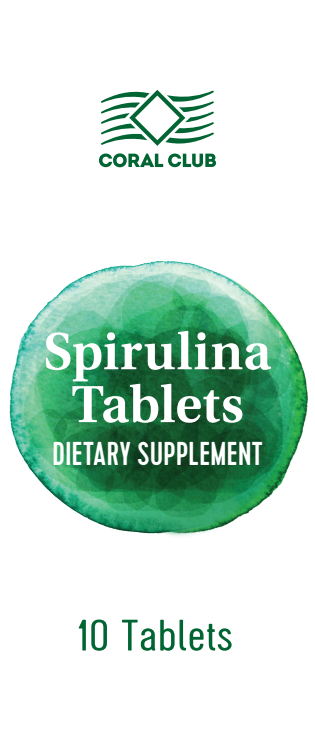 CORAL CLUB
Spirulina
Tablets
DIETARY SUPPLEMENT
10 Tablets